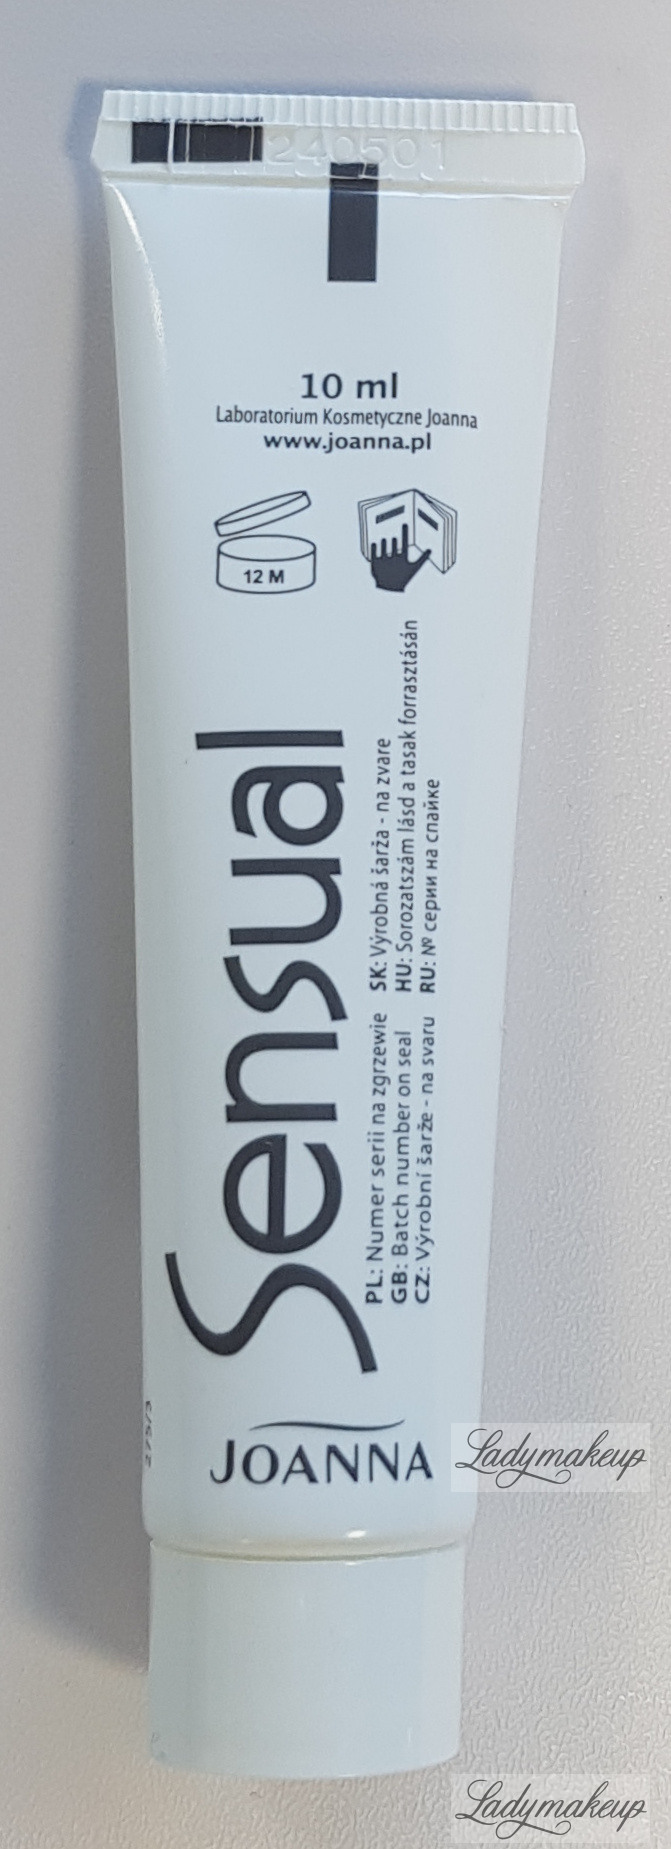 240501
10 ml
Laboratorium Kosmetyczne Joanna
www.joanna.pl
12 M
Sensual
PL: Numer serii na zgrzewie
GB: Batch number on seal
CZ: Výrobní šarže - na svaru
SK: Výrobná šarža - na zvare
HU: Sorozatszám lásd a tasak forrasztásán
RU: № серии на спайке
JOANNA
Ladymakeup
Ladymakeup